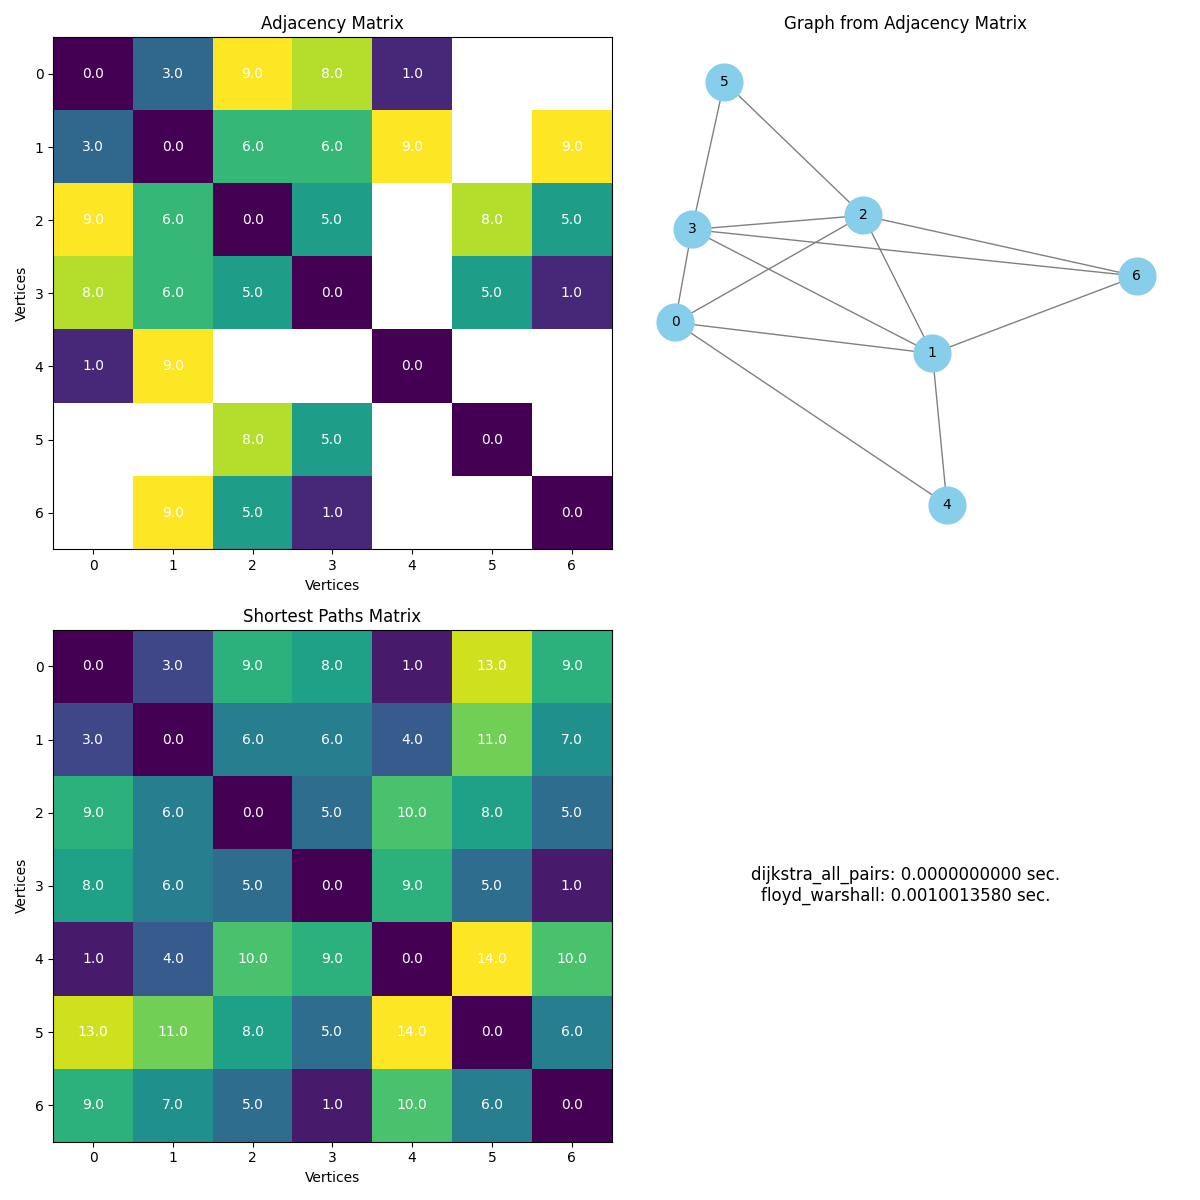 Adjacency Matrix
0 0.0 3.0 9.0 8.0 1.0
1 3.0 0.0 6.0 6.0 9.0 9.0
2 9.0 6.0 0.0 5.0 8.0 5.0
3 8.0 6.0 5.0 0.0 5.0 1.0
4 1.0 9.0 0.0
5 8.0 5.0 0.0
6 9.0 5.0 1.0 0.0
0 1 2 3 4 5 6
Vertices
Vertices
Graph from Adjacency Matrix
5
2
3
6
0
1
4
Shortest Paths Matrix
0 0.0 3.0 9.0 8.0 1.0 13.0 9.0
1 3.0 0.0 6.0 6.0 4.0 11.0 7.0
2 9.0 6.0 0.0 5.0 10.0 8.0 5.0
3 8.0 6.0 5.0 0.0 9.0 5.0 1.0
4 1.0 4.0 10.0 9.0 0.0 14.0 10.0
5 13.0 11.0 8.0 5.0 14.0 0.0 6.0
6 9.0 7.0 5.0 1.0 10.0 6.0 0.0
0 1 2 3 4 5 6
Vertices
Vertices
dijkstra_all_pairs: 0.0000000000 sec.
floyd_warshall: 0.0010013580 sec.